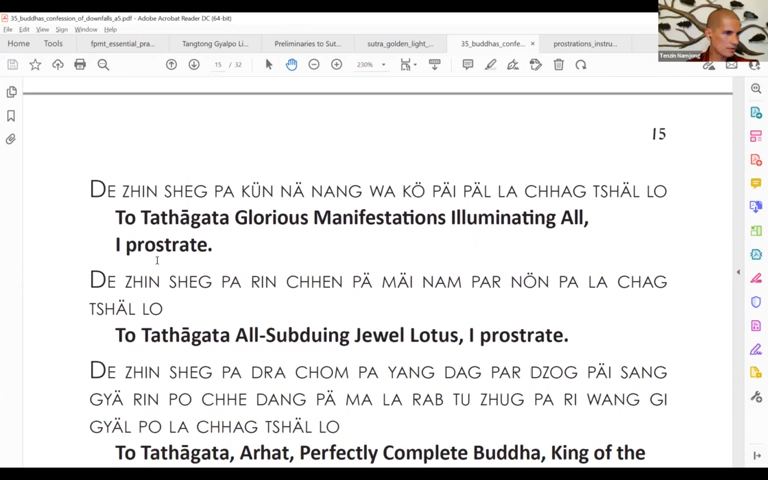 35_buddhas_confession_of_downfalls_a5.pdf - Adobe Acrobat Reader DC (64-bit)
File Edit View Sign Window Help
Home Tools fpmt_essential_pra... Tangtong Gyalpo Li... Preliminaries to Sut... sutra_golden_light_... 35_buddhas_confe... × prostrations_instru...
15 / 32 230%
Tenzin Namjong
15
DE ZHIN SHEG PA KÜN NÄ NANG WA KÖ PÄI PÄL LA CHHAG TSHÄL LO
To Tathāgata Glorious Manifestations Illuminating All,
I prostrate.
DE ZHIN SHEG PA RIN CHHEN PÄ MÄI NAM PAR NÖN PA LA CHAG
TSHÄL LO
To Tathāgata All-Subduing Jewel Lotus, I prostrate.
DE ZHIN SHEG PA DRA CHOM PA YANG DAG PAR DZOG PÄI SANG
GYÄ RIN PO CHHE DANG PÄ MA LA RAB TU ZHUG PA RI WANG GI
GYÄL PO LA CHHAG TSHÄL LO
To Tathāgata, Arhat, Perfectly Complete Buddha, King of the